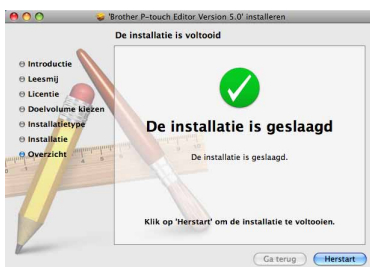 'Brother P-touch Editor Version 5.0' installeren
De installatie is voltooid
Introductie
Leesmij
Licentie
Doelvolume kiezen
Installatietype
Installatie
Overzicht
De installatie is geslaagd
De installatie is geslaagd.
Klik op 'Herstart' om de installatie te voltooien.
Ga terug
Herstart